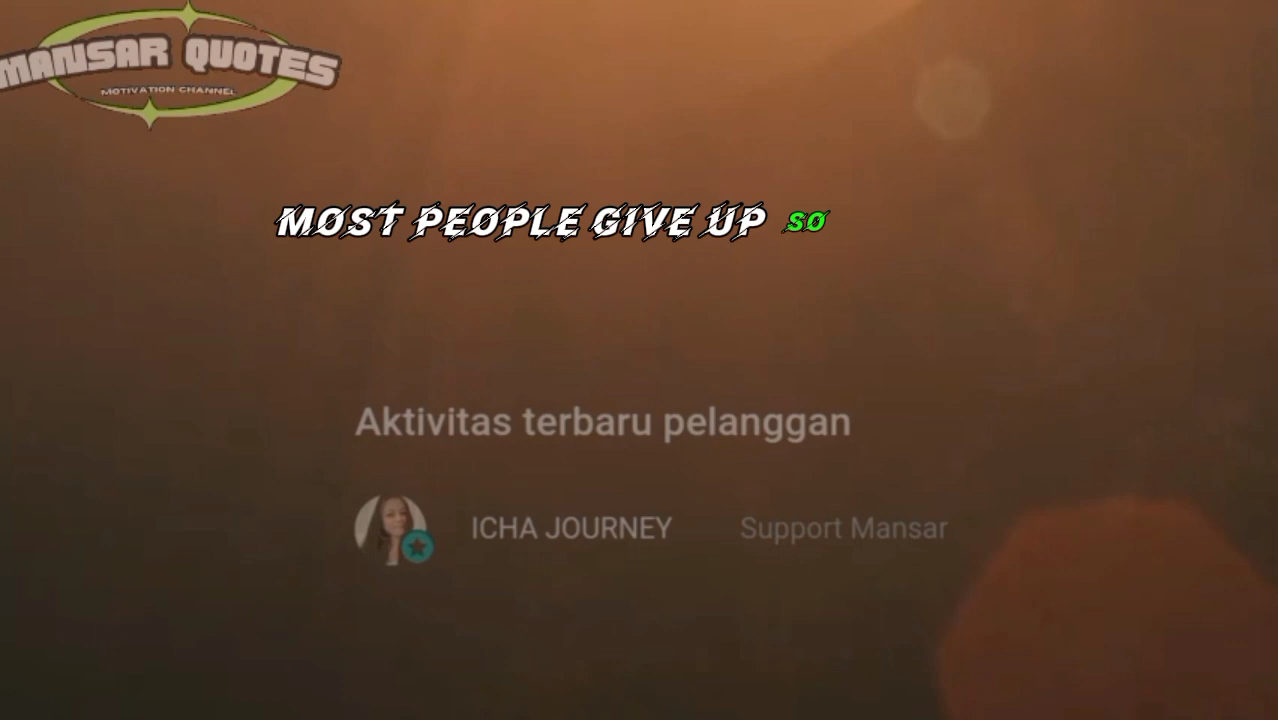 MANSAR QUOTES
MOTIVATION CHANNEL
MOST PEOPLE GIVE UP SO
Aktivitas terbaru pelanggan
ICHA JOURNEY Support Mansar